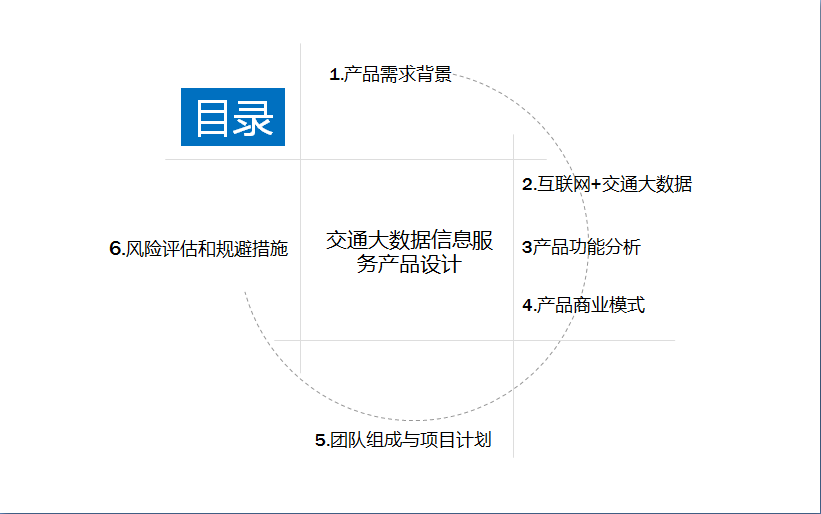 目录
1.产品需求背景
2.互联网+交通大数据
3产品功能分析
4.产品商业模式
5.团队组成与项目计划
6.风险评估和规避措施
交通大数据信息服
务产品设计